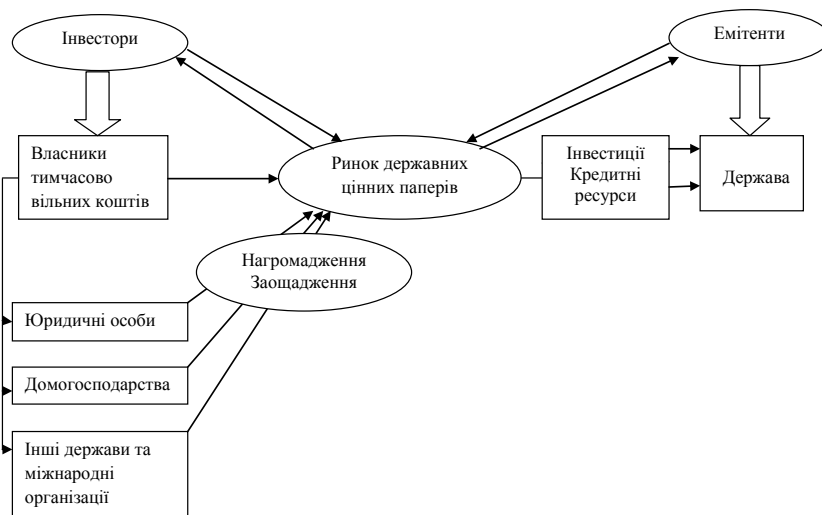 Інвестори
Емітенти
Власники
тимчасово
вільних коштів
Ринок державних
цінних паперів
Інвестиції
Кредитні
ресурси
Держава
Нагромадження
Заощадження
Юридичні особи
Домогосподарства
Інші держави та
міжнародні
організації